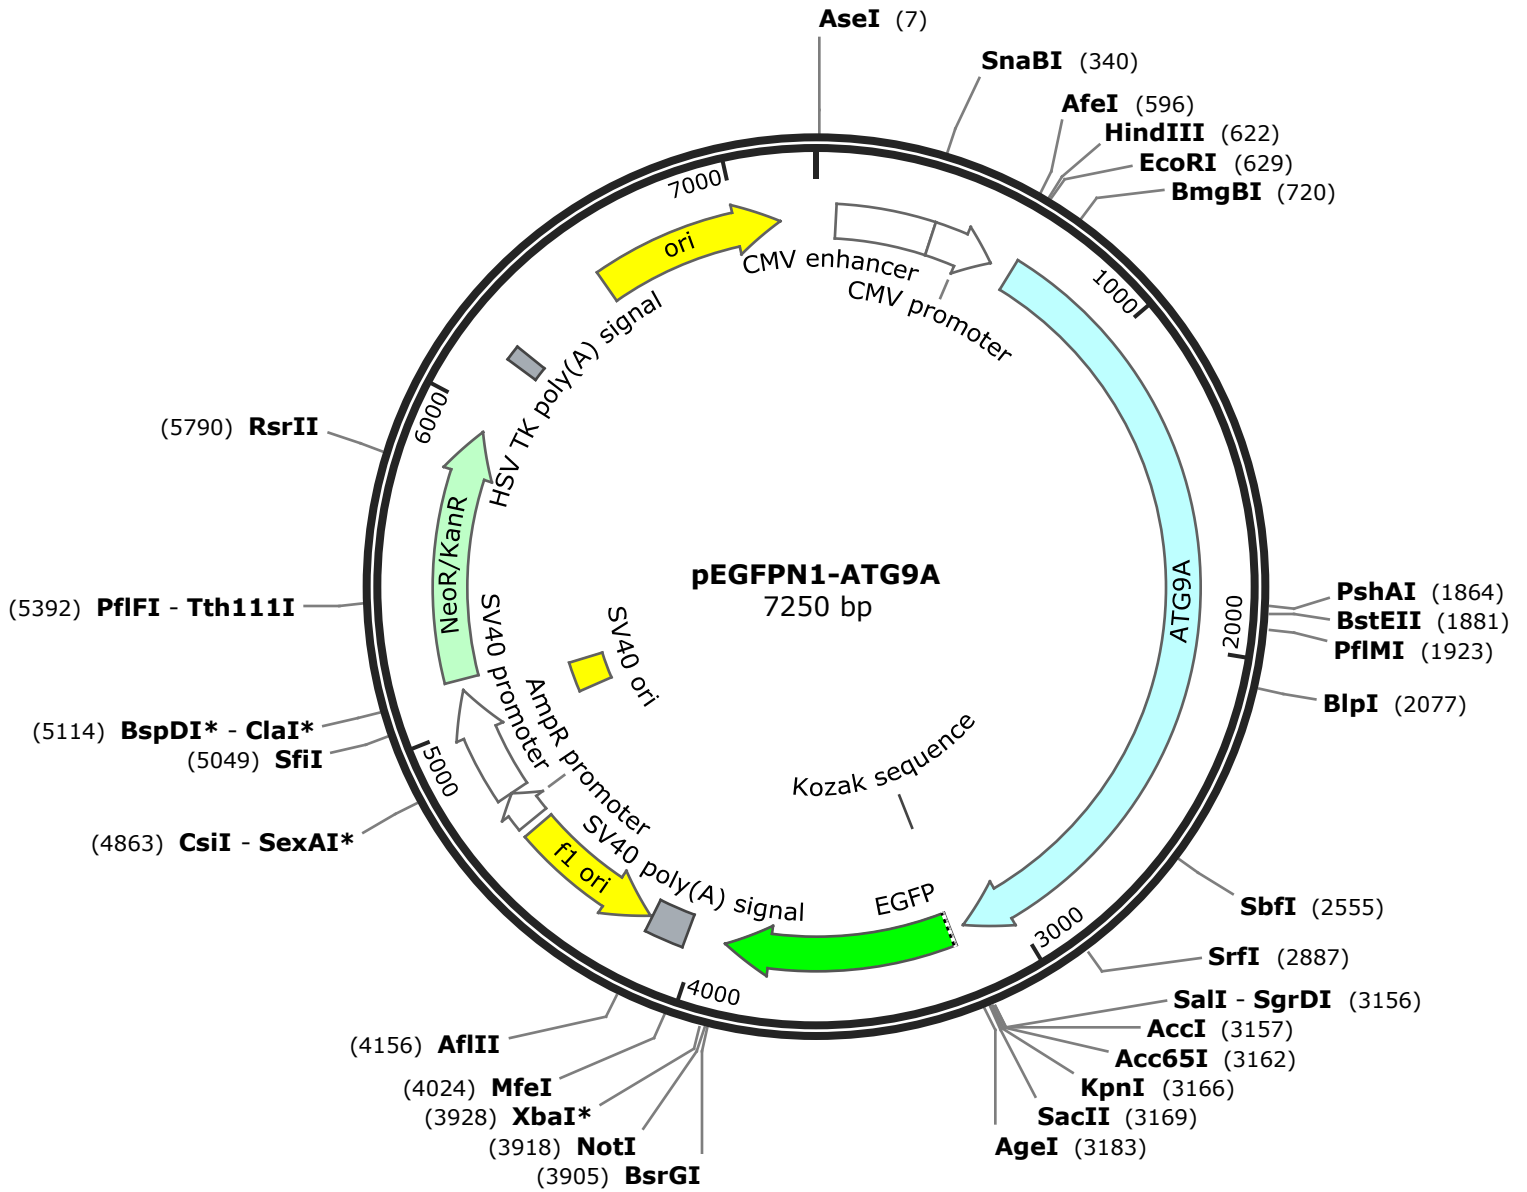 AseI (7)
SnaBI (340)
AfeI (596)
HindIII (622)
EcoRI (629)
BmgBI (720)
1000
PshAI (1864)
BstEII (1881)
PflMI (1923)
2000
BlpI (2077)
SbfI (2555)
SrfI (2887)
3000
SalI - SgrDI (3156)
AccI (3157)
Acc65I (3162)
KpnI (3166)
SacII (3169)
AgeI (3183)
(3905) BsrGI
(3918) NotI
(3928) XbaI*
(4024) MfeI
4000
(4156) AflII
(4863) CsiI - SexAI*
5000
(5049) SfiI
(5114) BspDI* - ClaI*
(5392) PflFI - Tth111I
(5790) RsrII
6000
7000
CMV enhancer
CMV promoter
ATG9A
Kozak sequence
EGFP
SV40 poly(A) signal
f1 ori
AmpR promoter
SV40 promoter
SV40 ori
NeoR/KanR
HSV TK poly(A) signal
ori
pEGFPN1-ATG9A
7250 bp